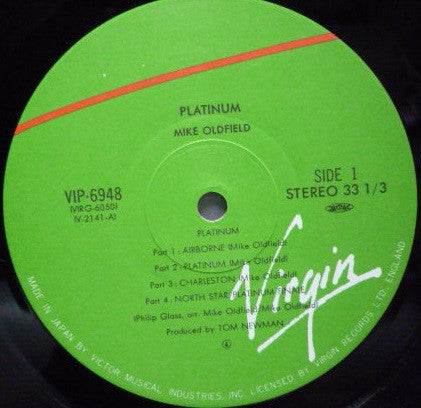 PLATINUM
MIKE OLDFIELD
VIP-6948
(VIRG-6050)
(V-2141-A)
SIDE 1
STEREO 33 1/3
PLATINUM
Part 1 : AIRBORNE (Mike Oldfield)
Part 2 : PLATINUM (Mike Oldfield)
Part 3 : CHARLESTON (Mike Oldfield)
Part 4 : NORTH STAR/PLATINUM FINALE
(Philip Glass, arr. Mike Oldfield/Mike Oldfield)
Produced by TOM NEWMAN
Virgin
MADE IN JAPAN BY VICTOR MUSICAL INDUSTRIES, INC. LICENSED BY VIRGIN RECORDS LTD., ENGLAND